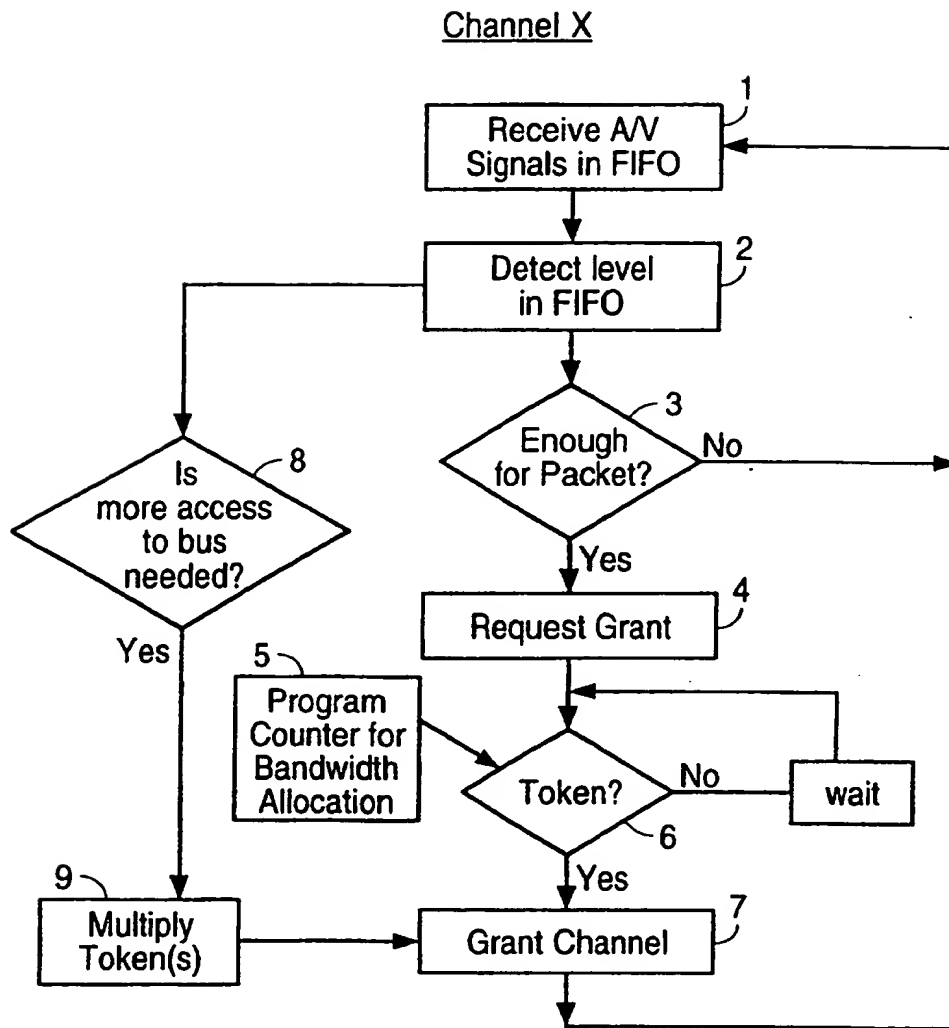 Channel X
1
Receive A/V
Signals in FIFO
2
Detect level
in FIFO
3
Enough
for Packet?
No
8
Is
more access
to bus
needed?
Yes
Yes
4
Request Grant
5
Program
Counter for
Bandwidth
Allocation
Token?
No
wait
6
Yes
9
Multiply
Token(s)
7
Grant Channel